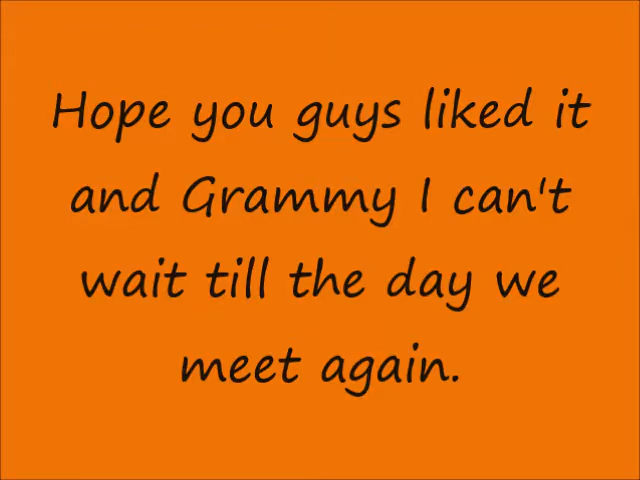 Hope you guys liked it
and Grammy I can't
wait till the day we
meet again.